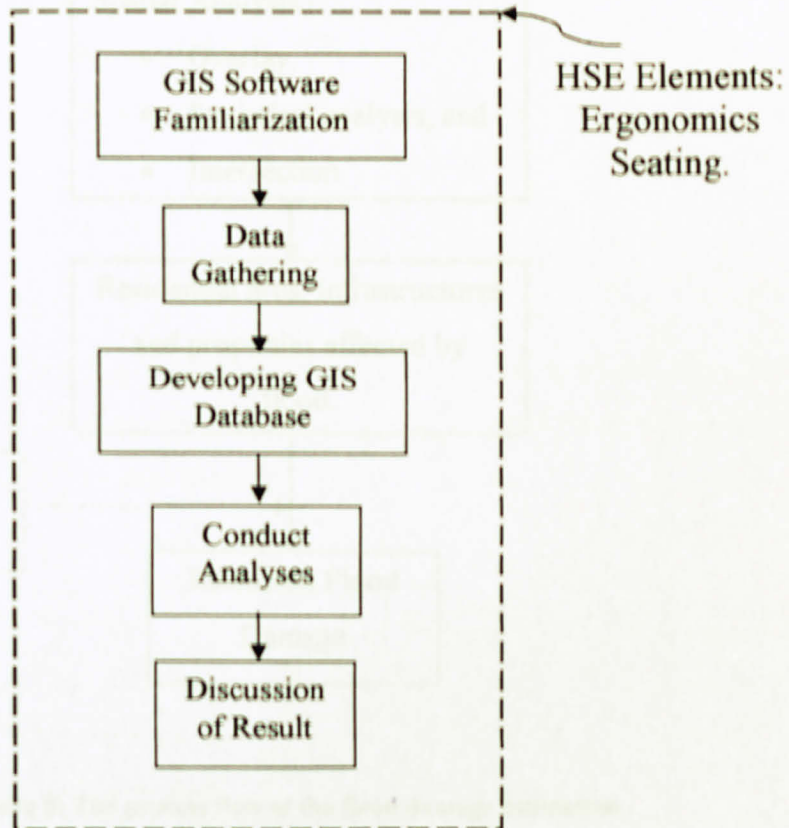 GIS Software
Familiarization
Data
Gathering
Developing GIS
Database
Conduct
Analyses
Discussion
of Result
HSE Elements:
Ergonomics
Seating.